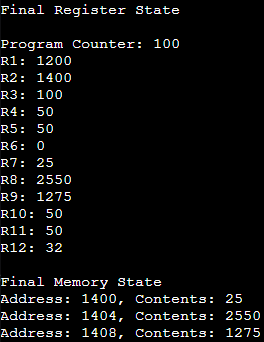 Final Register State
Program Counter: 100
R1: 1200
R2: 1400
R3: 100
R4: 50
R5: 50
R6: 0
R7: 25
R8: 2550
R9: 1275
R10: 50
R11: 50
R12: 32
Final Memory State
Address: 1400, Contents: 25
Address: 1404, Contents: 2550
Address: 1408, Contents: 1275